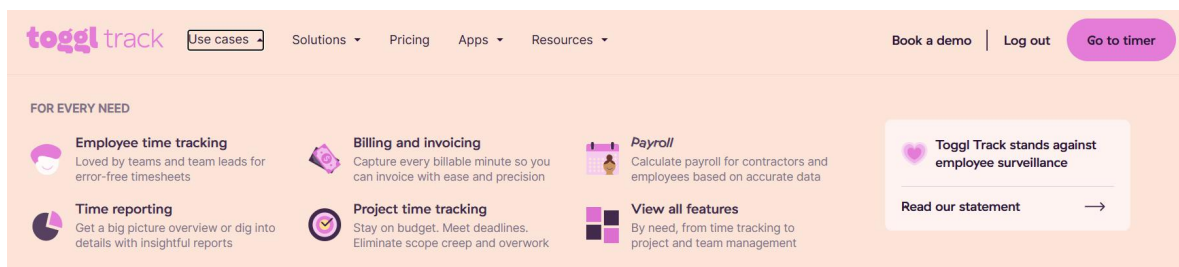 toggl track
Use cases
Solutions
Pricing
Apps
Resources
Book a demo
Log out
Go to timer
FOR EVERY NEED
Employee time tracking
Loved by teams and team leads for
error-free timesheets
Billing and invoicing
Capture every billable minute so you
can invoice with ease and precision
Payroll
Calculate payroll for contractors and
employees based on accurate data
Toggl Track stands against
employee surveillance
Read our statement
Time reporting
Get a big picture overview or dig into
details with insightful reports
Project time tracking
Stay on budget. Meet deadlines.
Eliminate scope creep and overwork
View all features
By need, from time tracking to
project and team management